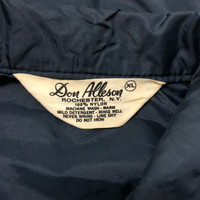 Don Alleson
XL
ROCHESTER, N.Y.
100% NYLON
MACHINE WASH - WARM
MILD DETERGENT - RINSE WELL
NEVER WRING - LINE DRY
DO NOT IRON